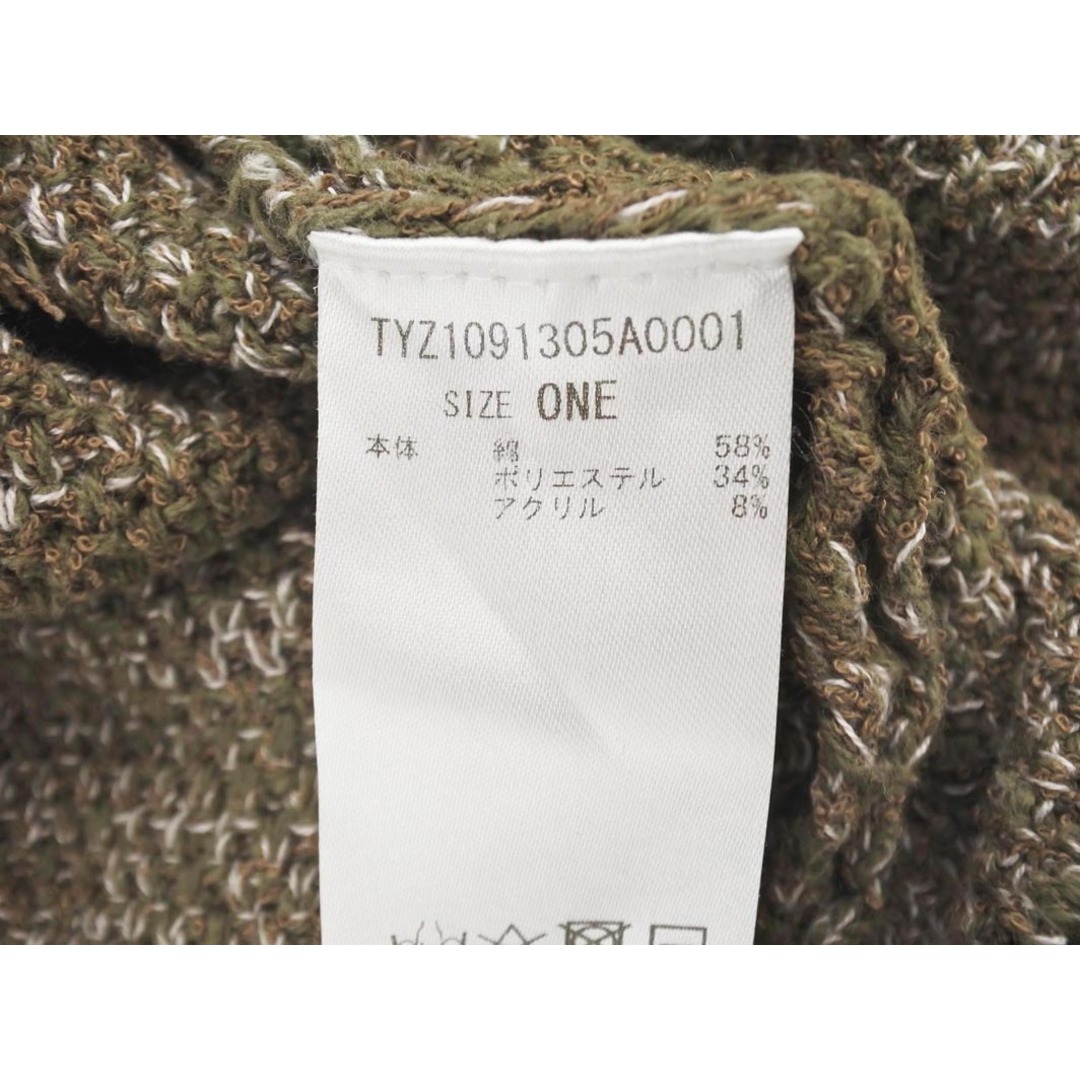 TYZ1091305A0001
SIZE ONE
本体 綿 58%
ポリエステル 34%
アクリル 8%